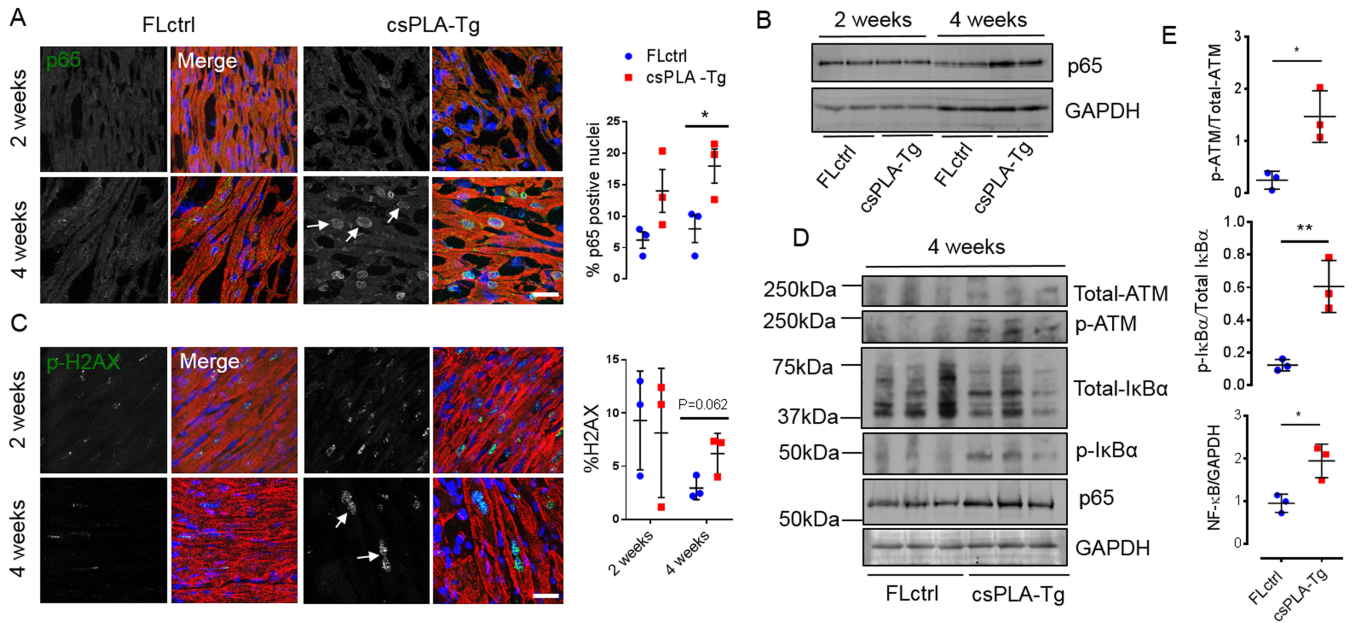 A
FLctrl
csPLA-Tg
p65
Merge
2 weeks
4 weeks
FLctrl
csPLA -Tg
% p65 postive nuclei
25
20
15
10
5
0
*
B
2 weeks
4 weeks
p65
GAPDH
FLctrl
csPLA-Tg
FLctrl
csPLA-Tg
C
p-H2AX
Merge
2 weeks
4 weeks
%H2AX
15
10
5
0
P=0.062
2 weeks
4 weeks
D
4 weeks
250kDa
Total-ATM
250kDa
p-ATM
75kDa
Total-IκBα
37kDa
50kDa
p-IκBα
p65
50kDa
GAPDH
FLctrl
csPLA-Tg
E
p-ATM/Total-ATM
3
2
1
0
*
p-IκBα/Total IκBα
1.0
0.8
0.6
0.4
0.2
0.0
**
NF-κB/GAPDH
3
2
1
0
*
FLctrl
csPLA-Tg